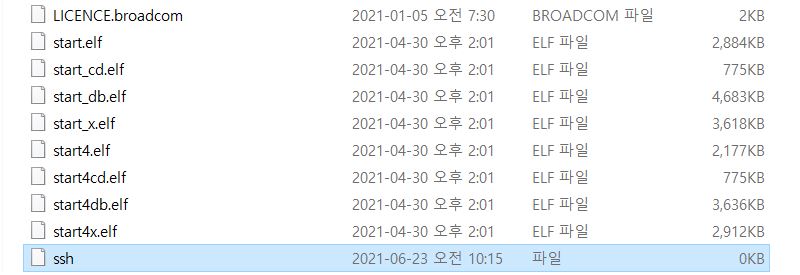 LICENCE.broadcom 2021-01-05 오전 7:30 BROADCOM 파일 2KB
start.elf 2021-04-30 오후 2:01 ELF 파일 2,884KB
start_cd.elf 2021-04-30 오후 2:01 ELF 파일 775KB
start_db.elf 2021-04-30 오후 2:01 ELF 파일 4,683KB
start_x.elf 2021-04-30 오후 2:01 ELF 파일 3,618KB
start4.elf 2021-04-30 오후 2:01 ELF 파일 2,177KB
start4cd.elf 2021-04-30 오후 2:01 ELF 파일 775KB
start4db.elf 2021-04-30 오후 2:01 ELF 파일 3,636KB
start4x.elf 2021-04-30 오후 2:01 ELF 파일 2,912KB
ssh 2021-06-23 오전 10:15 파일 0KB